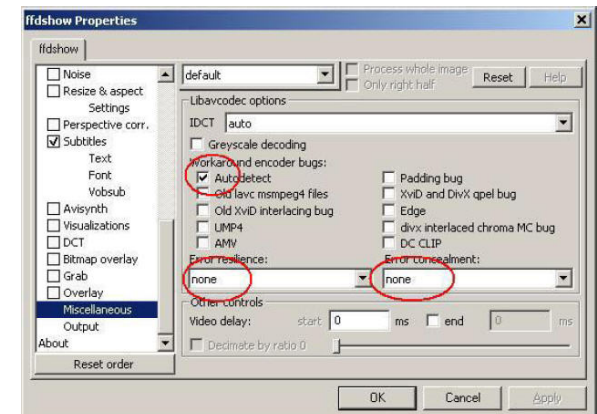 ffdshow Properties
ffdshow
Noise
Resize & aspect
Settings
Perspective corr.
Subtitles
Text
Font
Vobsub
Avisynth
Visualizations
DCT
Bitmap overlay
Grab
Overlay
Miscellaneous
Output
About
Reset order
default
Process whole image
Only right half
Reset
Help
Libavcodec options
IDCT auto
Greyscale decoding
Workaround encoder bugs:
Autodetect
Padding bug
Old lavc msmpeg4 files
XviD and DivX qpel bug
Old XviD interlacing bug
Edge
UMP4
divx interlaced chroma MC bug
AMV
DC CLIP
Error resilience:
Error concealment:
none
none
Other controls
Video delay: start 0 ms end 0 ms
Decimate by ratio 0
OK
Cancel
Apply